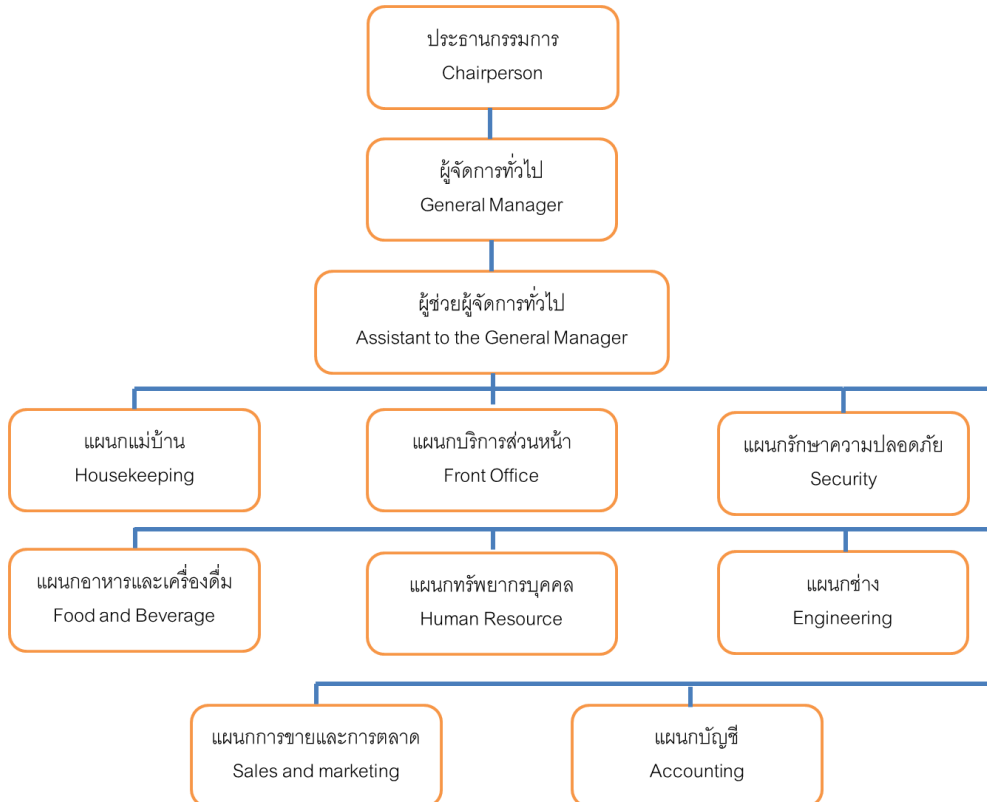 ประธานกรรมการ
Chairperson
ผู้จัดการทั่วไป
General Manager
ผู้ช่วยผู้จัดการทั่วไป
Assistant to the General Manager
แผนกแม่บ้าน
Housekeeping
แผนกบริการส่วนหน้า
Front Office
แผนกรักษาความปลอดภัย
Security
แผนกอาหารและเครื่องดื่ม
Food and Beverage
แผนกทรัพยากรบุคคล
Human Resource
แผนกช่าง
Engineering
แผนกการขายและการตลาด
Sales and marketing
แผนกบัญชี
Accounting